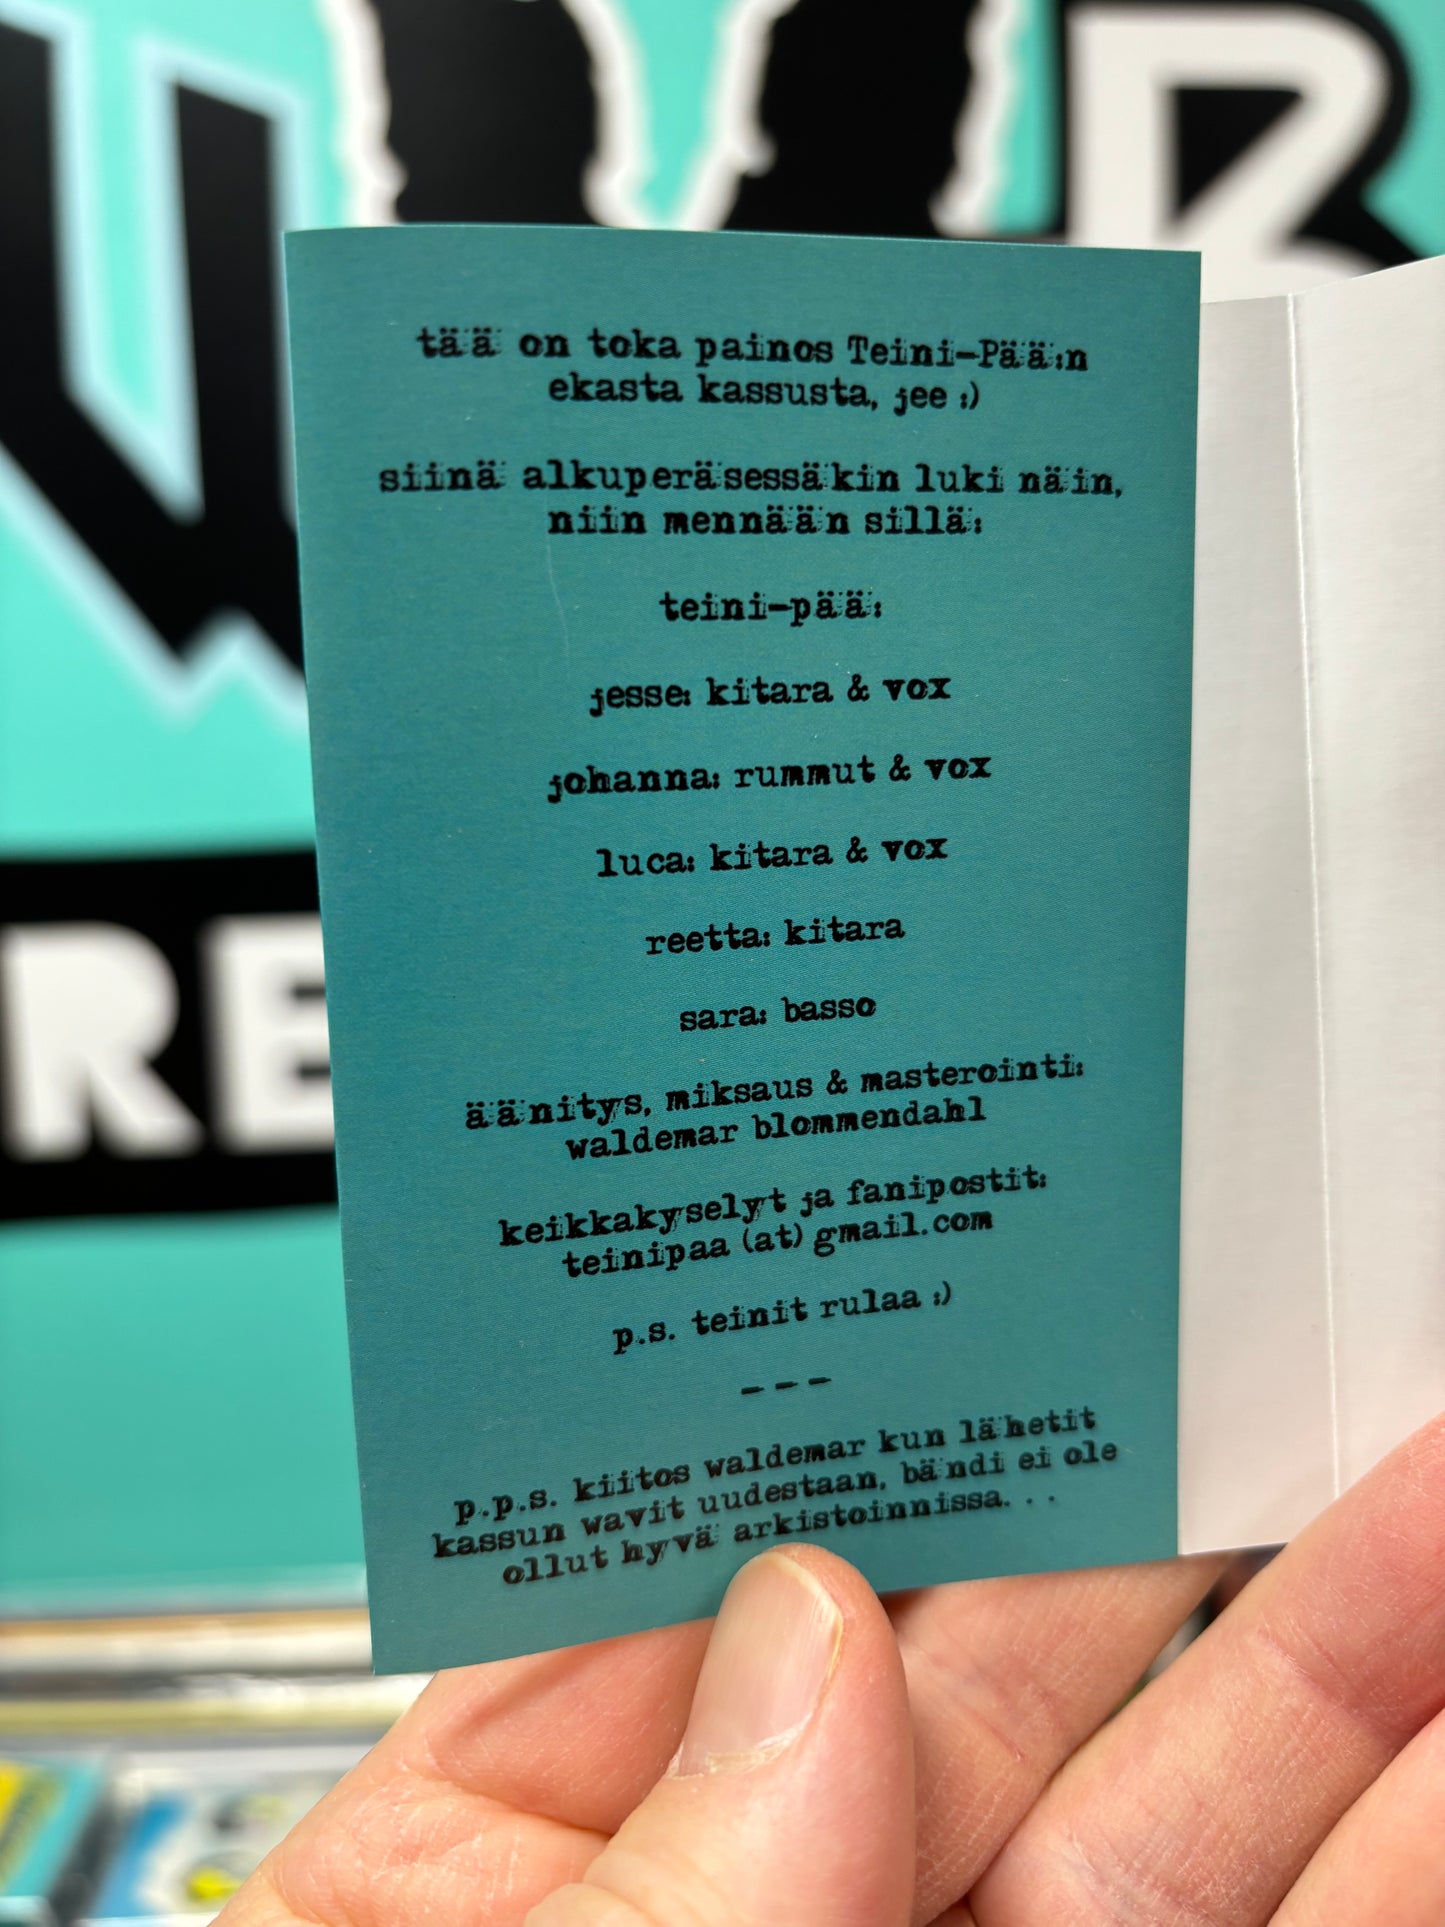 tää on toka painos Teini-Pää:n
ekasta kassusta, jee :)
siinä alkuperäsessäkin luki näin,
niin mennään sillä:
teini-pää:
jesse: kitara & vox
johanna: rummut & vox
luca: kitara & vox
reetta: kitara
sara: basso
äänitys, miksaus & masterointi:
waldemar blommendahl
keikkakyselyt ja fanipostit:
teinipaa (at) gmail.com
p.s. teinit rulaa :)
---
p.p.s. kiitos waldemar kun lähetit
kassun wavit uudestaan, bändi ei ole
ollut hyvä arkistoinnissa...
RE